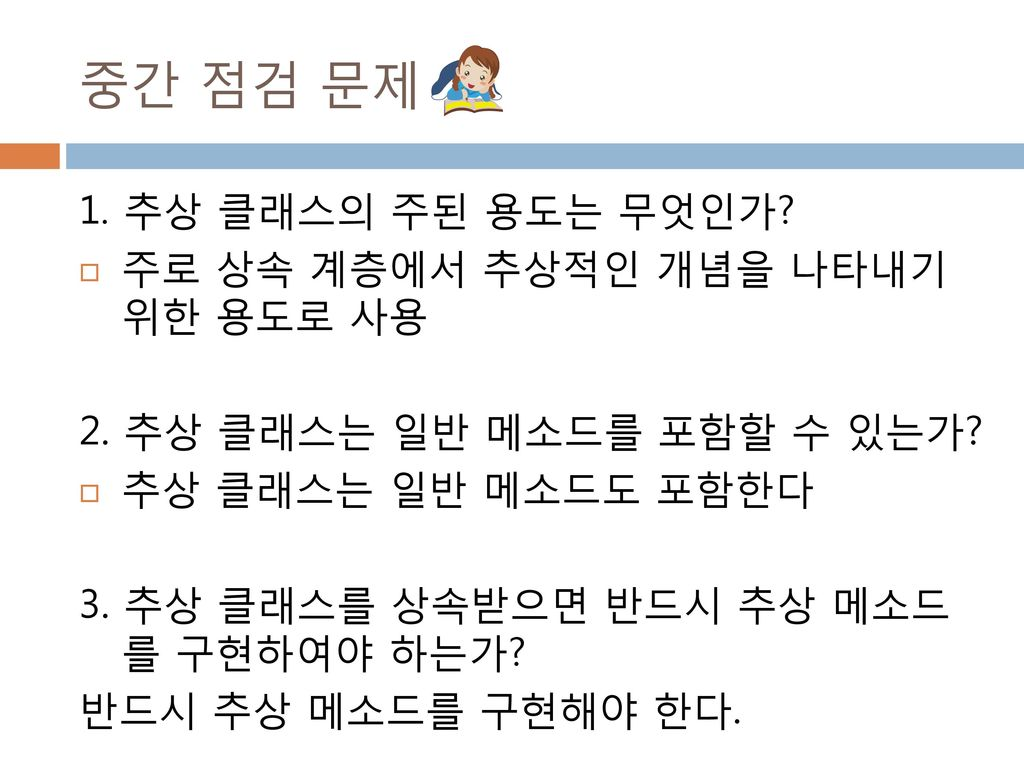 중간 점검 문제
1. 추상 클래스의 주된 용도는 무엇인가?
주로 상속 계층에서 추상적인 개념을 나타내기
위한 용도로 사용
2. 추상 클래스는 일반 메소드를 포함할 수 있는가?
추상 클래스는 일반 메소드도 포함한다
3. 추상 클래스를 상속받으면 반드시 추상 메소드
를 구현하여야 하는가?
반드시 추상 메소드를 구현해야 한다.